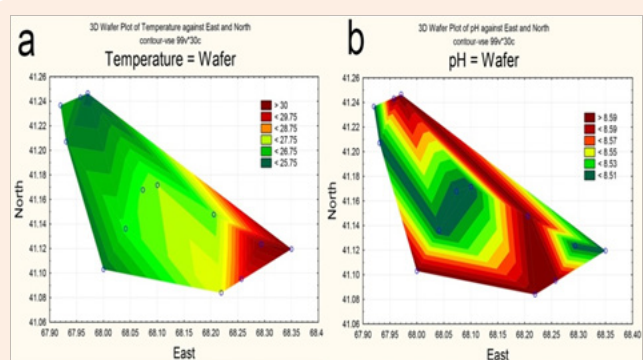 a
3D Wafer Plot of Temperature against East and North
contour-vse 99v*30c
Temperature = Wafer
41.26
41.24
41.22
41.20
41.18
41.16
41.14
41.12
41.10
41.08
41.06
North
> 30
< 29.75
< 28.75
< 27.75
< 26.75
< 25.75
67.90 67.95 68.00 68.05 68.10 68.15 68.20 68.25 68.30 68.35 68.4
East
b
3D Wafer Plot of pH against East and North
contour-vse 99v*30c
pH = Wafer
41.26
41.24
41.22
41.20
41.18
41.16
41.14
41.12
41.10
41.08
41.06
North
> 8.59
< 8.59
< 8.57
< 8.55
< 8.53
< 8.51
67.90 67.95 68.00 68.05 68.10 68.15 68.20 68.25 68.30 68.35 68.40
East